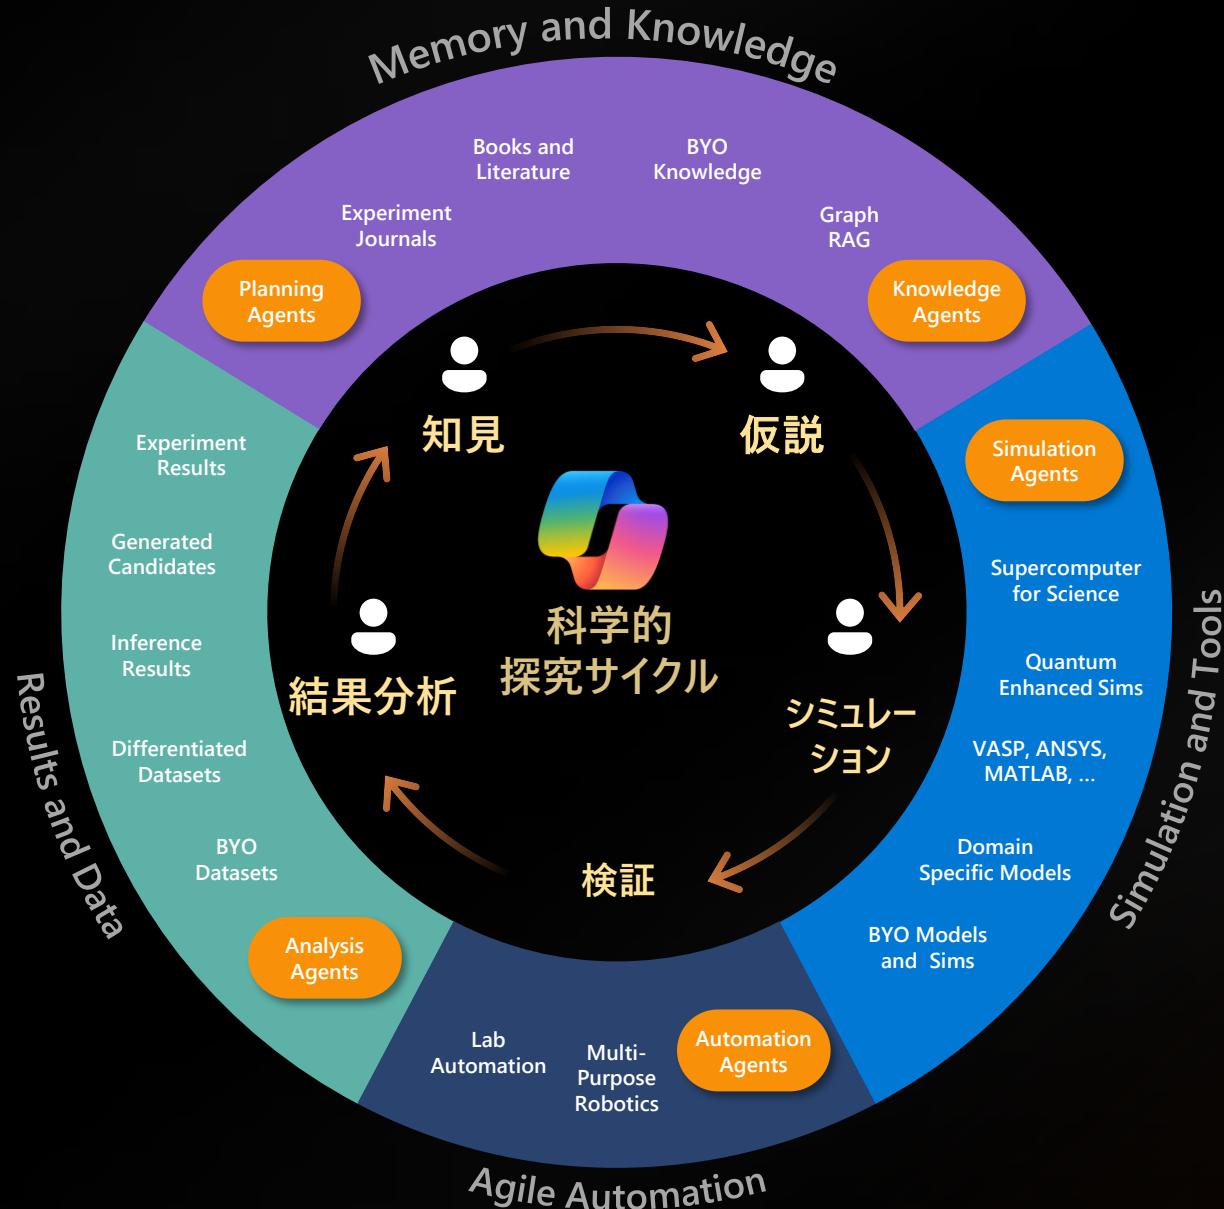 Memory and Knowledge
Books and
Literature
BYO
Knowledge
Experiment
Journals
Graph
RAG
Planning
Agents
Knowledge
Agents
知見
仮説
Simulation
Agents
Experiment
Results
Generated
Candidates
Supercomputer
for Science
科学的
探究サイクル
Inference
Results
Quantum
Enhanced Sims
結果分析
シミュレー
ション
Results and Data
Simulation and Tools
Differentiated
Datasets
VASP, ANSYS,
MATLAB, ...
BYO
Datasets
検証
Domain
Specific Models
Analysis
Agents
BYO Models
and  Sims
Lab
Automation
Multi-
Purpose
Robotics
Automation
Agents
Agile Automation